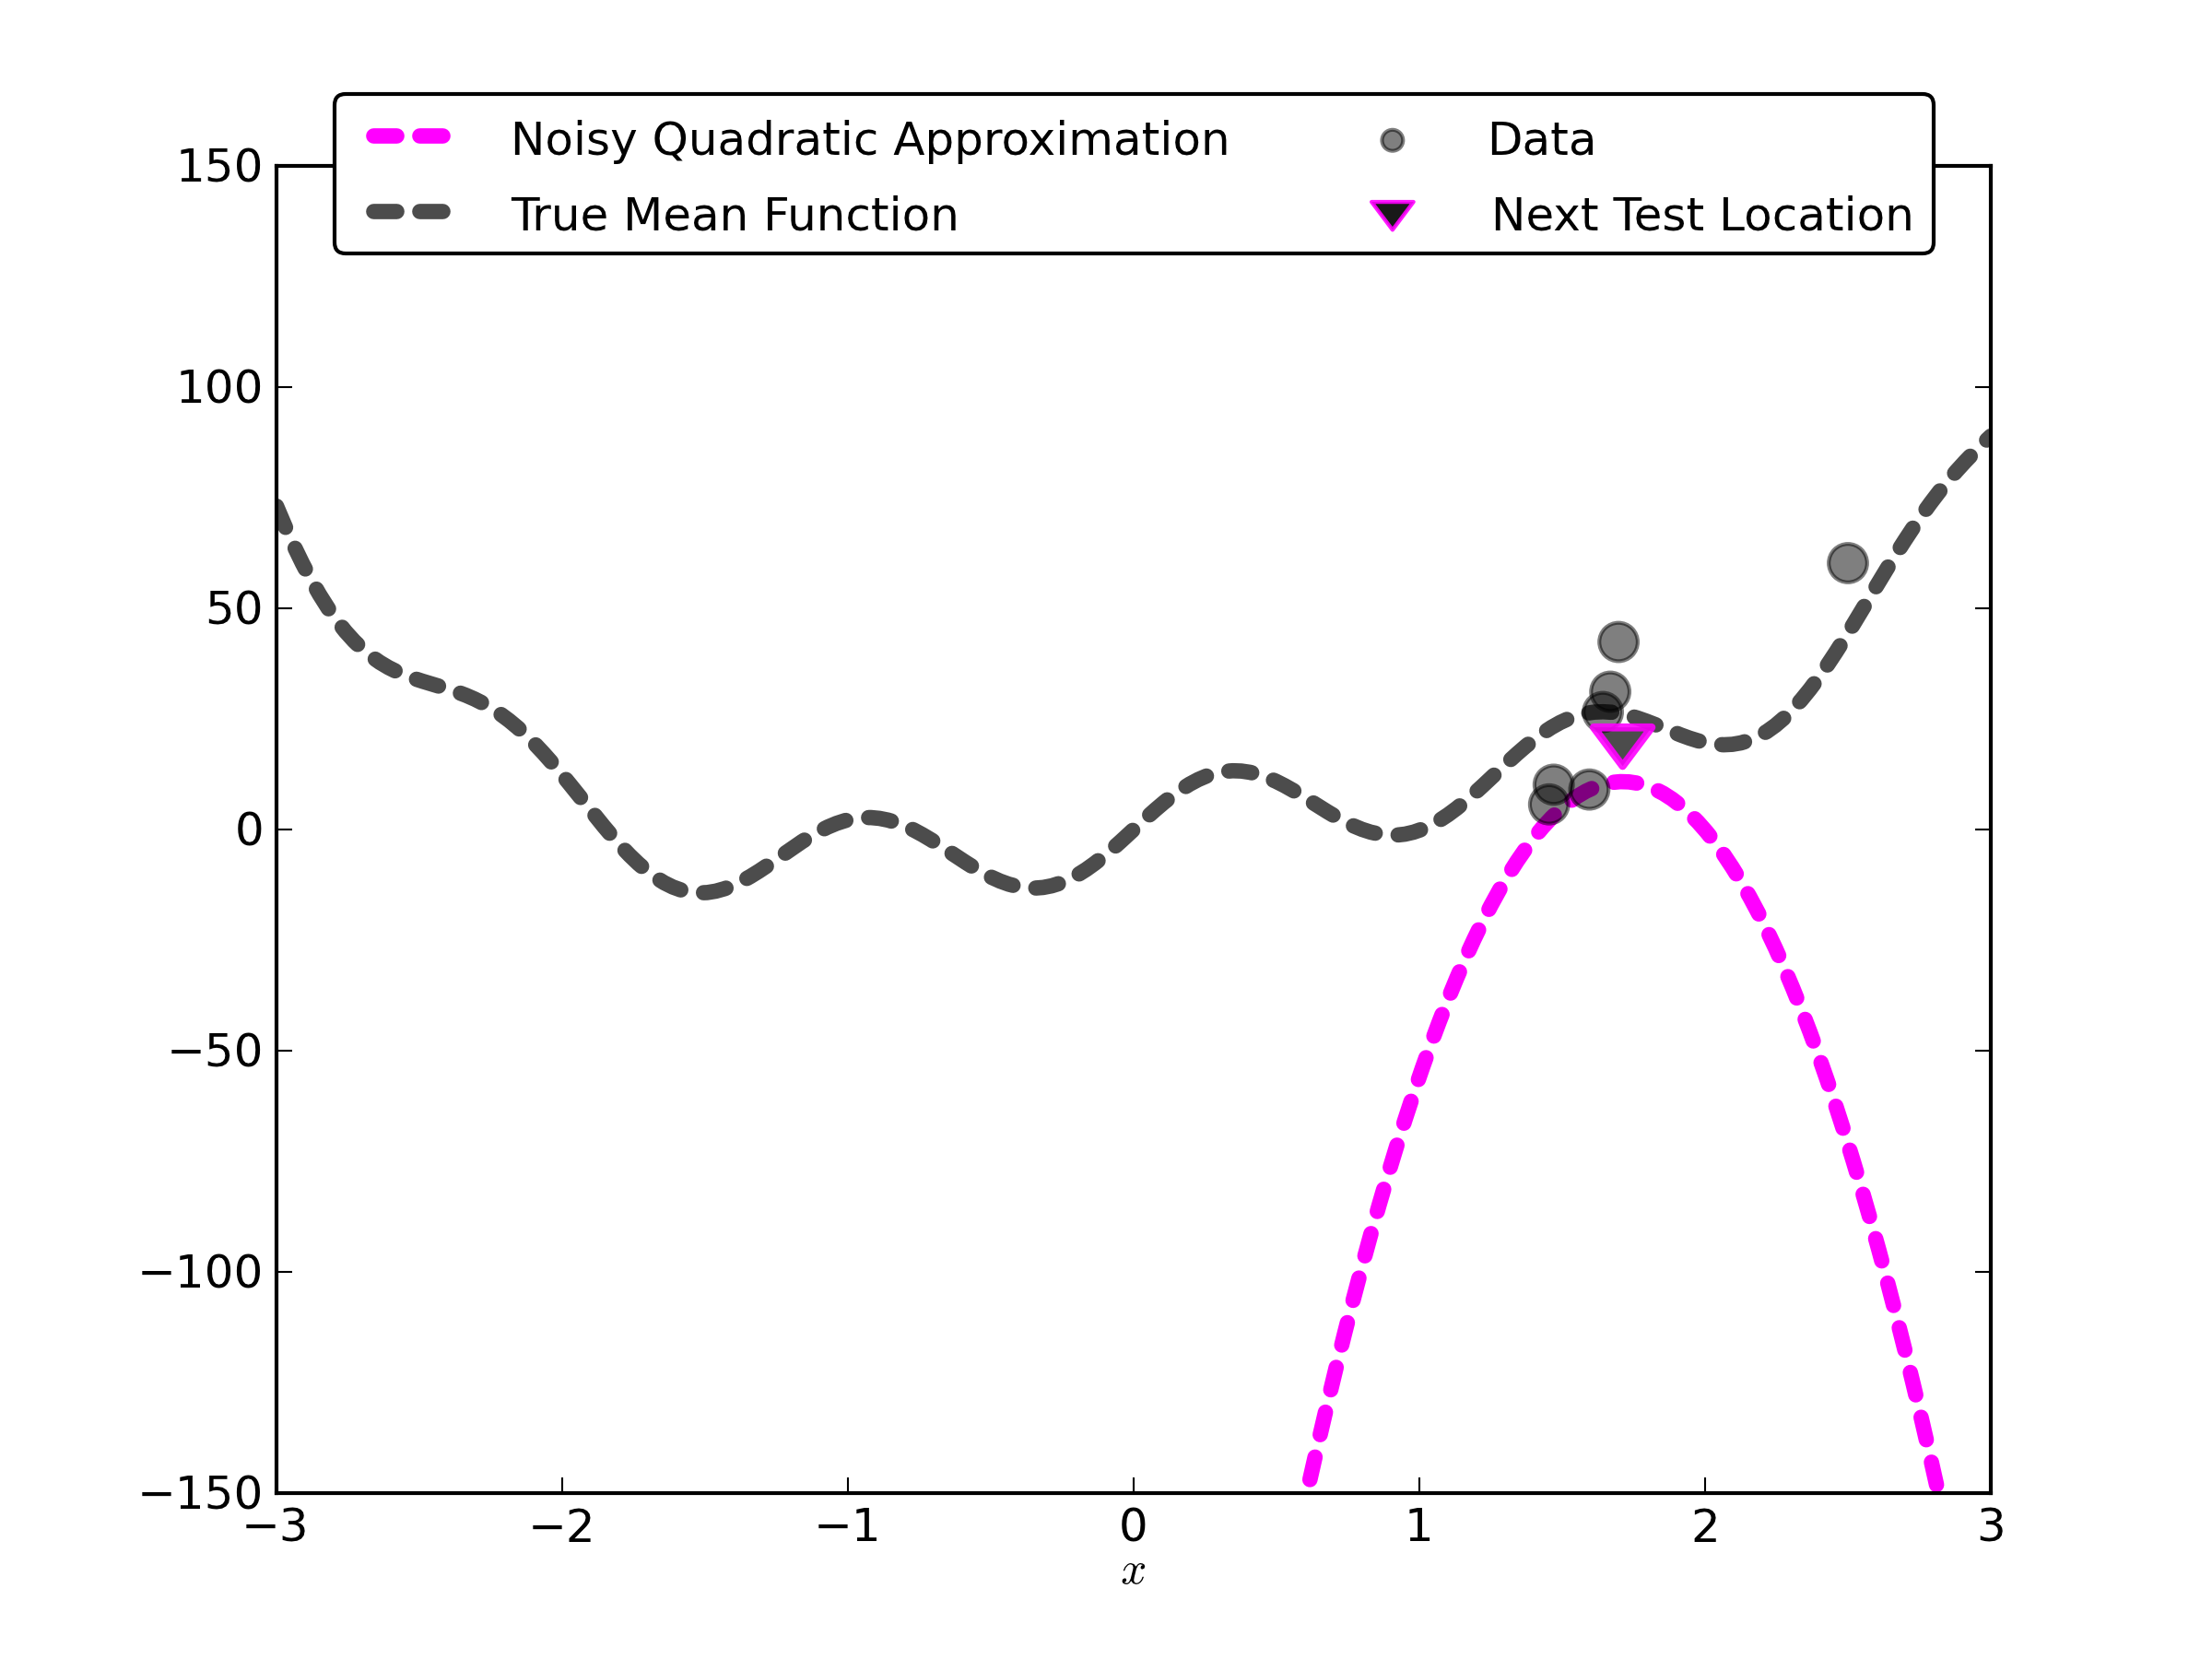 Noisy Quadratic Approximation
True Mean Function
Data
Next Test Location
150
100
50
0
−50
−100
−150
−3
−2
−1
0
1
2
3
x